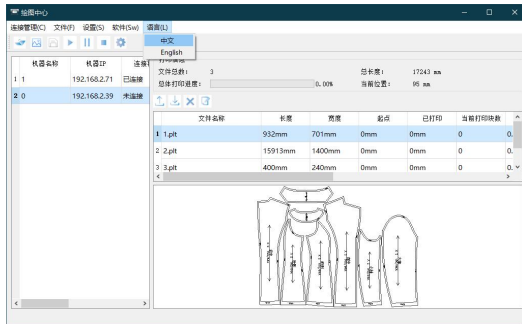 绘图中心
连接管理(C) 文件(F) 设置(S) 软件(Sw) 语言(L)
中文
English
机器名称 机器IP 连接
1 1 192.168.2.71 已连接
2 0 192.168.2.39 未连接
文件总数: 3 总长度: 17243 mm
总体打印进度: 0.00% 当前位置: 95 mm
文件名称 长度 宽度 起点 已打印 当前打印块数
1 1.plt 932mm 701mm 0mm 0mm 0 0.
2 2.plt 15913mm 1400mm 0mm 0mm 0 0.
3 3.plt 400mm 240mm 0mm 0mm 0 0.